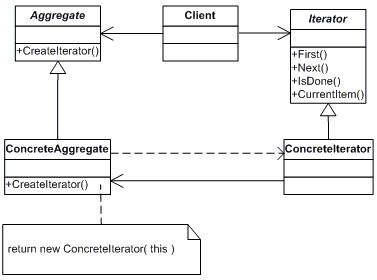 Aggregate
Client
Iterator
+CreateIterator()
+First()
+Next()
+IsDone()
+CurrentItem()
ConcreteAggregate
ConcreteIterator
+CreateIterator()
return new ConcreteIterator( this )